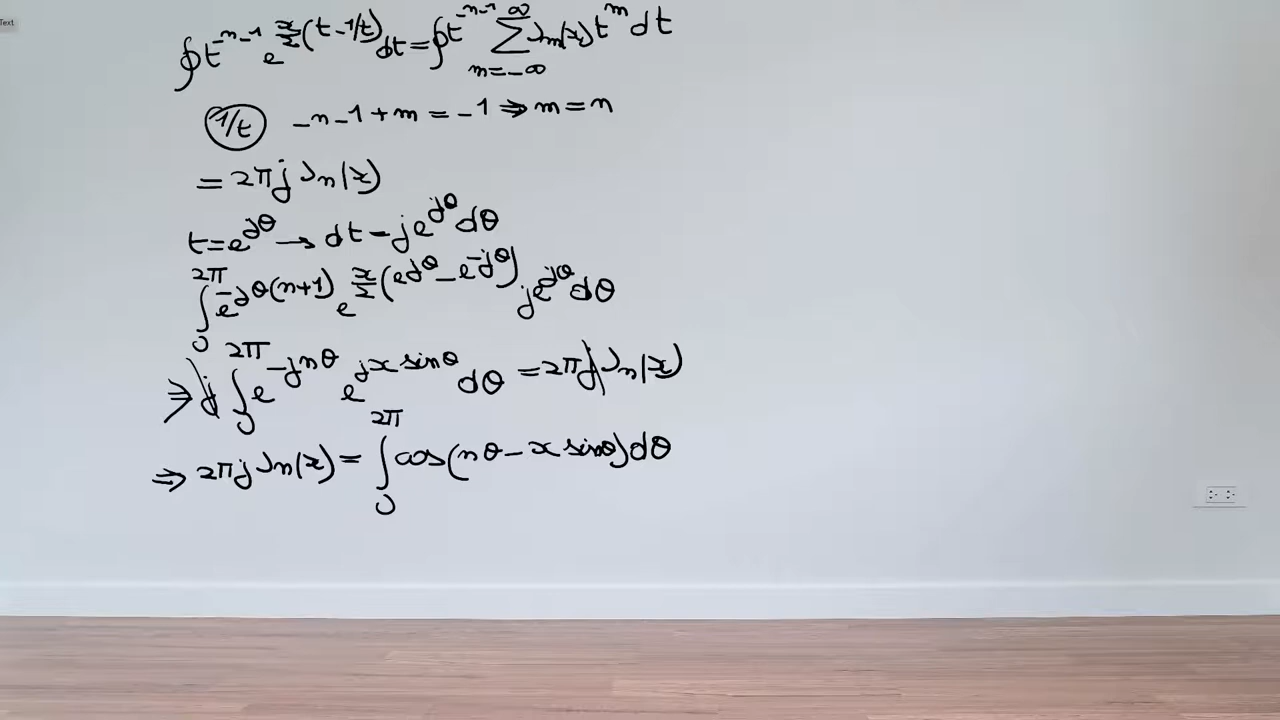 Text
∮t^{-n-1} e^{x/2(t-1/t)} dt = ∮t^{-n-1} ∑_{m=-∞}^{∞} J_m(x) t^m dt
1/t -n-1+m = -1 ⇒ m = n
= 2πj J_n(x)
t = e^{jθ} → dt = je^{jθ} dθ
∫_0^{2π} e^{-jθ(n+1)} e^{x/2(e^{jθ} - e^{-jθ})} je^{jθ} dθ
⇒ j ∫_0^{2π} e^{-jnθ} e^{jx sinθ} dθ = 2πj J_n(x)
⇒ 2πj J_n(x) = ∫_0^{2π} cos(nθ - x sinθ) dθ